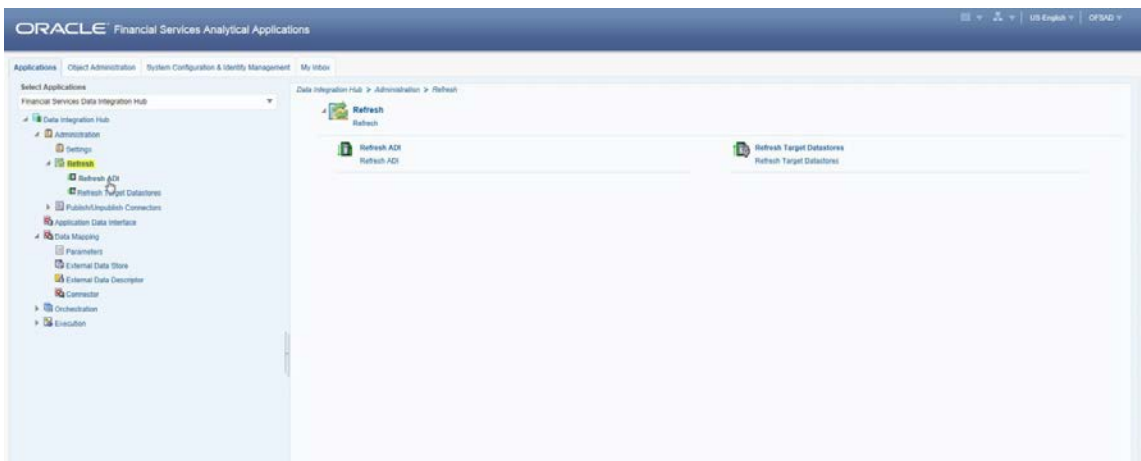 ORACLE Financial Services Analytical Applications
US-English
OFSAD
Applications
Object Administration
System Configuration & Identity Management
My Inbox
Select Applications
Financial Services Data Integration Hub
Data Integration Hub
Administration
Settings
Refresh
Refresh ADI
Refresh Target Datastores
Publish/Unpublish Connectors
Application Data Interface
Data Mapping
Parameters
External Data Store
External Data Descriptor
Connector
Orchestration
Execution
Data Integration Hub > Administration > Refresh
Refresh
Refresh
Refresh ADI
Refresh ADI
Refresh Target Datastores
Refresh Target Datastores